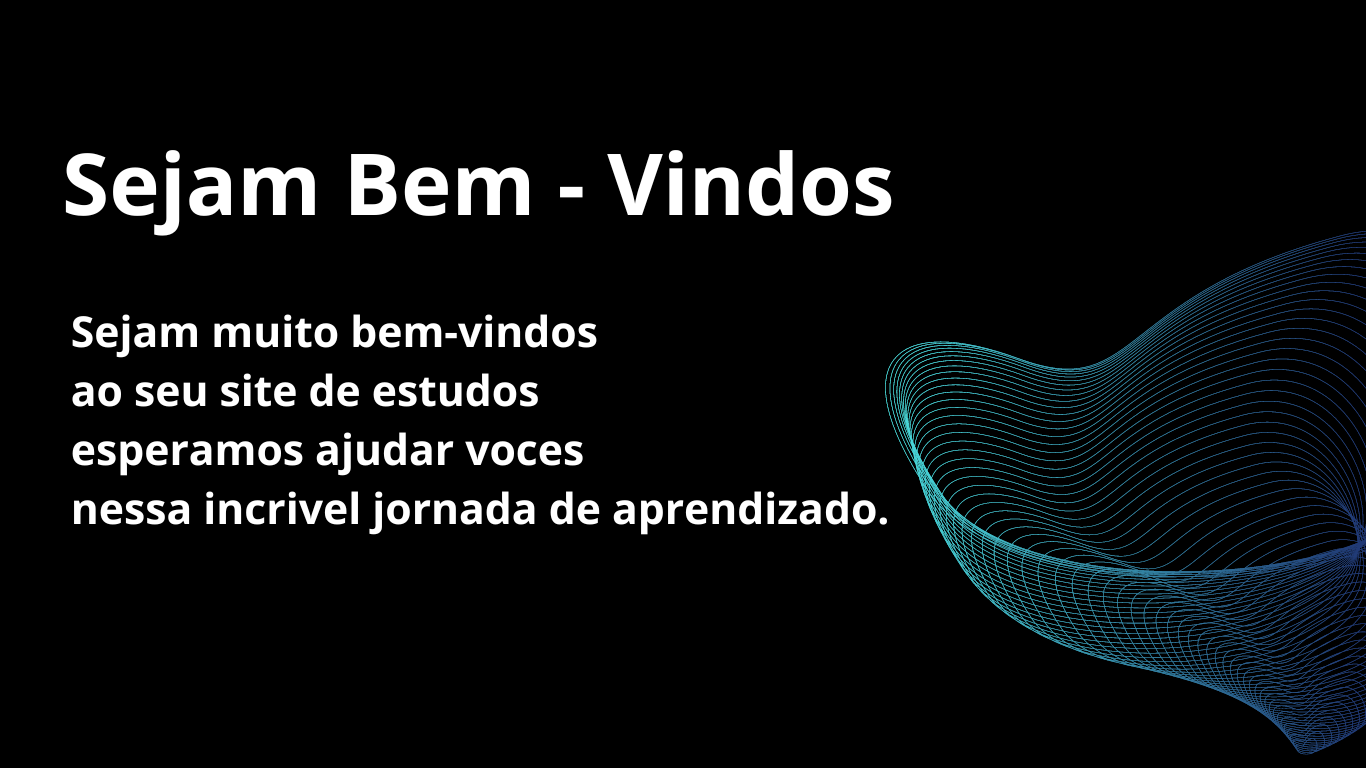 Sejam Bem - Vindos
Sejam muito bem-vindos
ao seu site de estudos
esperamos ajudar voces
nessa incrivel jornada de aprendizado.